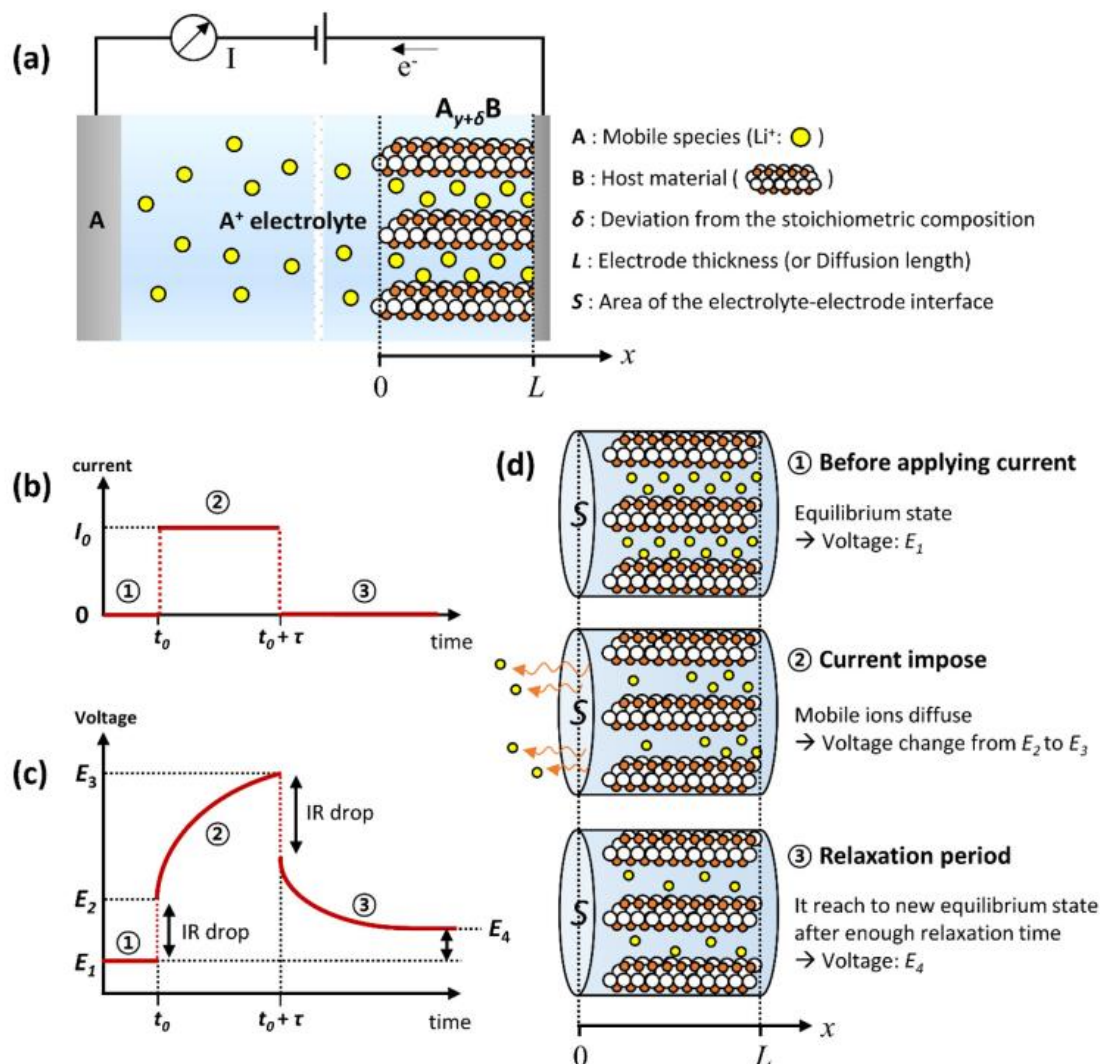 (a)
I
e⁻
A_{y+δ}B
A
A⁺ electrolyte
0
L
x
A : Mobile species (Li⁺: )
B : Host material ( )
δ : Deviation from the stoichiometric composition
L : Electrode thickness (or Diffusion length)
S : Area of the electrolyte-electrode interface
(b)
current
I₀
②
①
③
0
t₀
t₀ + τ
time
(c)
Voltage
E₃
IR drop
②
E₂
③
①
IR drop
E₄
E₁
t₀
t₀ + τ
time
(d)
S
① Before applying current
Equilibrium state
→ Voltage: E₁
S
② Current impose
Mobile ions diffuse
→ Voltage change from E₂ to E₃
S
③ Relaxation period
It reach to new equilibrium state
after enough relaxation time
→ Voltage: E₄
0
L
x